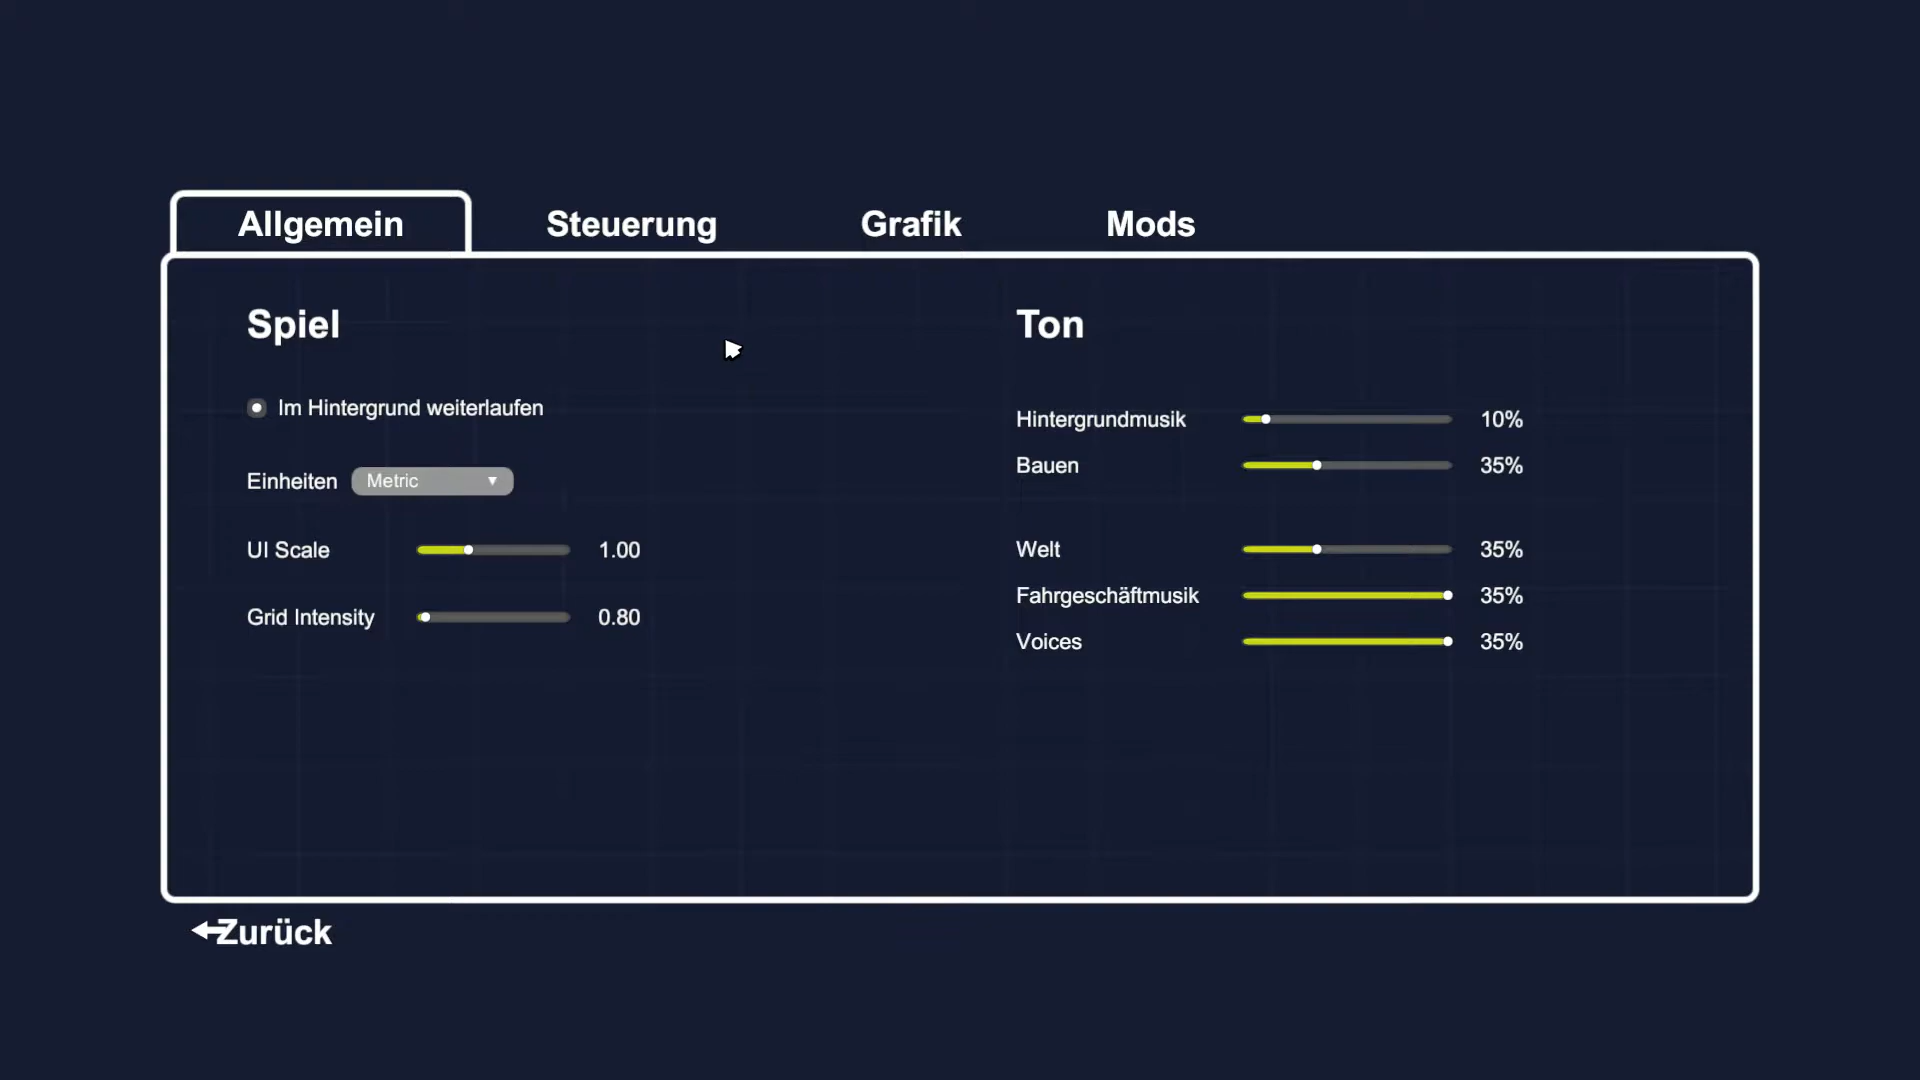 Allgemein Steuerung Grafik Mods
Spiel
Im Hintergrund weiterlaufen
Einheiten Metric
UI Scale 1.00
Grid Intensity 0.80
Ton
Hintergrundmusik 10%
Bauen 35%
Welt 35%
Fahrgeschäftmusik 35%
Voices 35%
Zurück